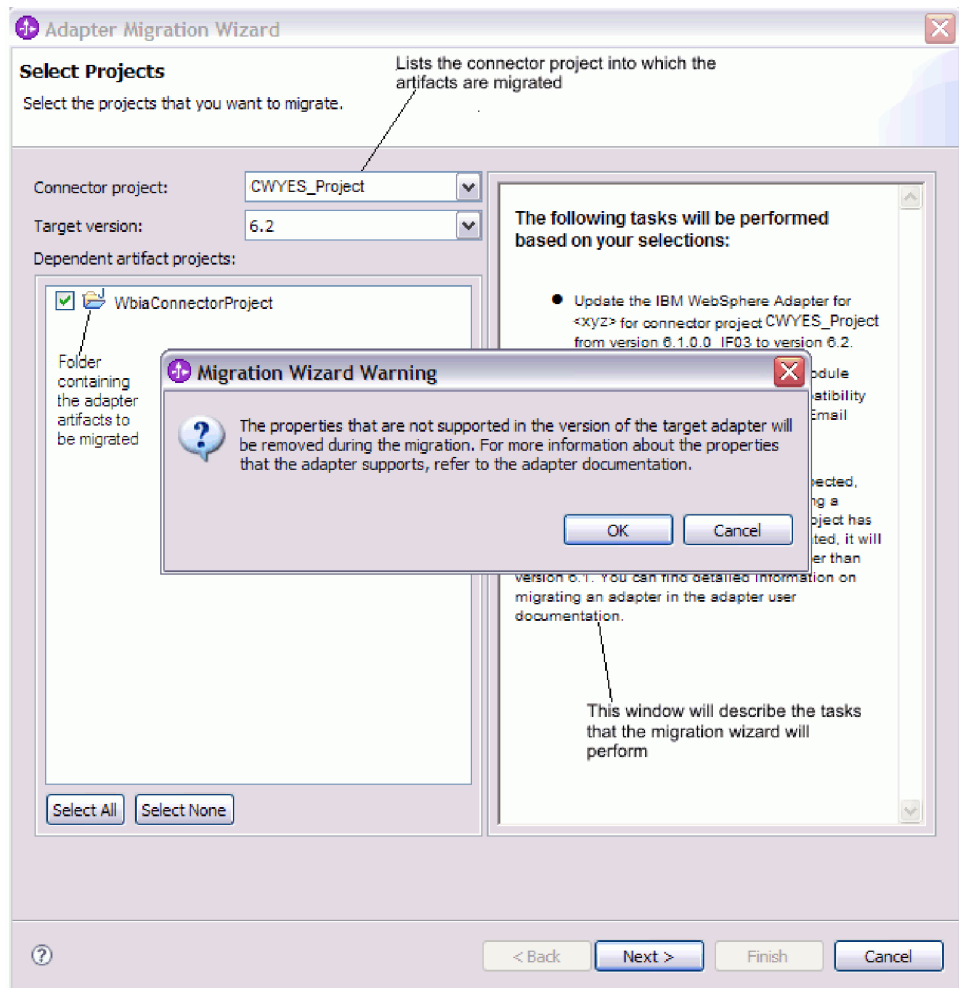 Adapter Migration Wizard
Select Projects
Select the projects that you want to migrate.
Lists the connector project into which the
artifacts are migrated
Connector project:
CWYES_Project
Target version:
6.2
Dependent artifact projects:
WbiaConnectorProject
Folder
containing
the adapter
artifacts to
be migrated
The following tasks will be performed
based on your selections:
● Update the IBM WebSphere Adapter for
<xyz> for connector project CWYES_Project
from version 6.1.0.0_IF03 to version 6.2.
Migration Wizard Warning
The properties that are not supported in the version of the target adapter will
be removed during the migration. For more information about the properties
that the adapter supports, refer to the adapter documentation.
OK
Cancel
er than
version 6.1. You can find detailed information on
migrating an adapter in the adapter user
documentation.
This window will describe the tasks
that the migration wizard will
perform
Select All
Select None
?
< Back
Next >
Finish
Cancel